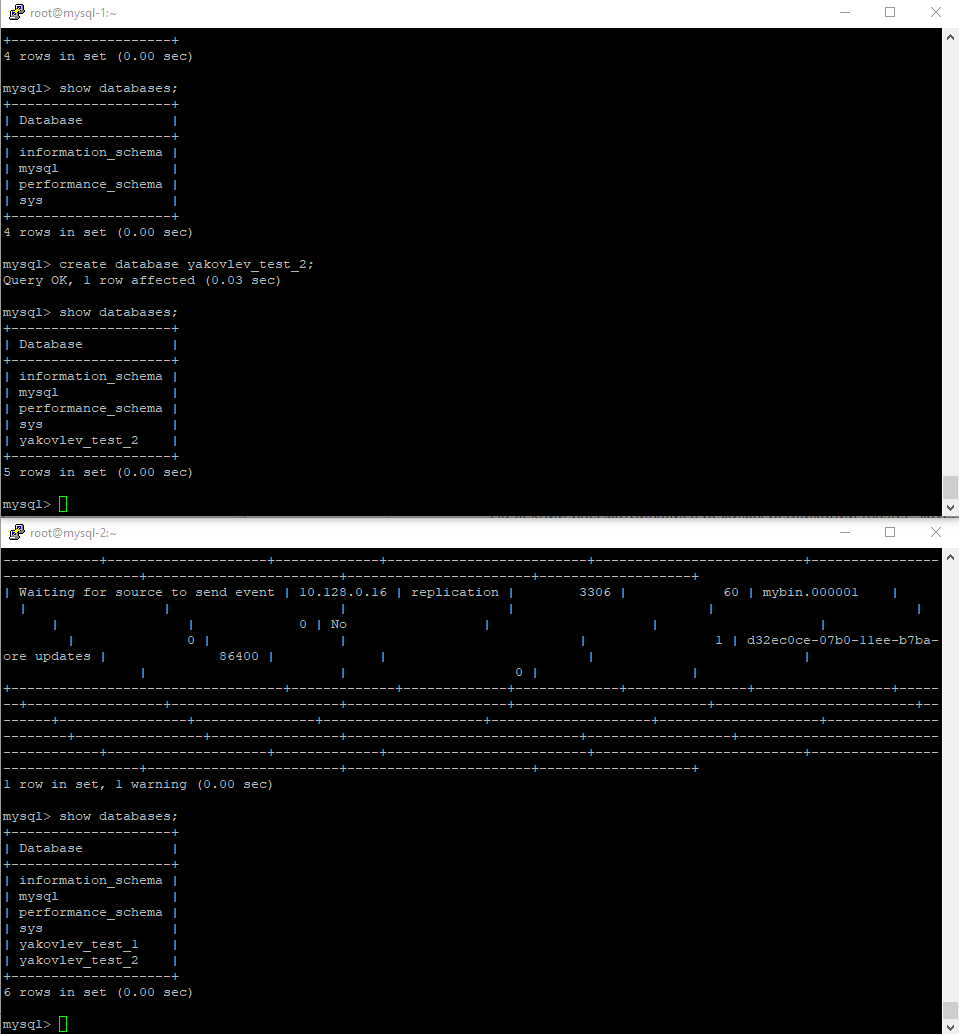 root@mysql-1:~
+--------------------+
4 rows in set (0.00 sec)
mysql> show databases;
+--------------------+
| Database           |
+--------------------+
| information_schema |
| mysql              |
| performance_schema |
| sys                |
+--------------------+
4 rows in set (0.00 sec)
mysql> create database yakovlev_test_2;
Query OK, 1 row affected (0.03 sec)
mysql> show databases;
+--------------------+
| Database           |
+--------------------+
| information_schema |
| mysql              |
| performance_schema |
| sys                |
| yakovlev_test_2    |
+--------------------+
5 rows in set (0.00 sec)
mysql>
root@mysql-2:~
------------+--------------------+-------------+-------------------------+--------------------------+----------------
-----------------+------------------------+-----------------------+-------------------+
| Waiting for source to send event | 10.128.0.16 | replication |        3306 |            60 | mybin.000001    |
  |                 |                     |                    |                        |                         |
      |                |             0 | No                 |                    |                    |
        |              0 |                |                             |                1 | d32ec0ce-07b0-11ee-b7ba-
ore updates |              86400 |             |                         |                          |
                 |                        |                     0 |                   |
+----------------------------------+-------------+-------------+-------------+---------------+-----------------+-----
--+-----------------+---------------------+--------------------+------------------------+-------------------------+--
------+----------------+---------------+--------------------+--------------------+--------------------+--------------
--------+----------------+----------------+-----------------------------+------------------+-------------------------
------------+--------------------+-------------+-------------------------+--------------------------+----------------
-----------------+------------------------+-----------------------+-------------------+
1 row in set, 1 warning (0.00 sec)
mysql> show databases;
+--------------------+
| Database           |
+--------------------+
| information_schema |
| mysql              |
| performance_schema |
| sys                |
| yakovlev_test_1    |
| yakovlev_test_2    |
+--------------------+
6 rows in set (0.00 sec)
mysql>